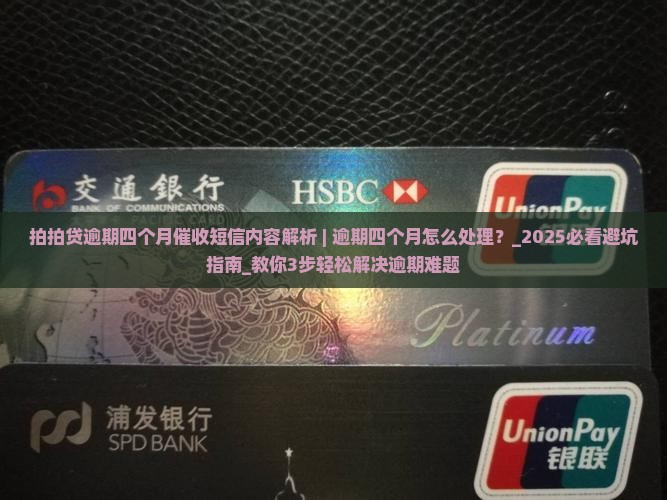 交通銀行 HSBC
BANK OF COMMUNICATIONS
UnionPay
拍拍贷逾期四个月催收短信内容解析 | 逾期四个月怎么处理？_2025必看避坑
指南_教你3步轻松解决逾期难题
Platinum
浦发银行
SPD BANK
UnionPay
银联